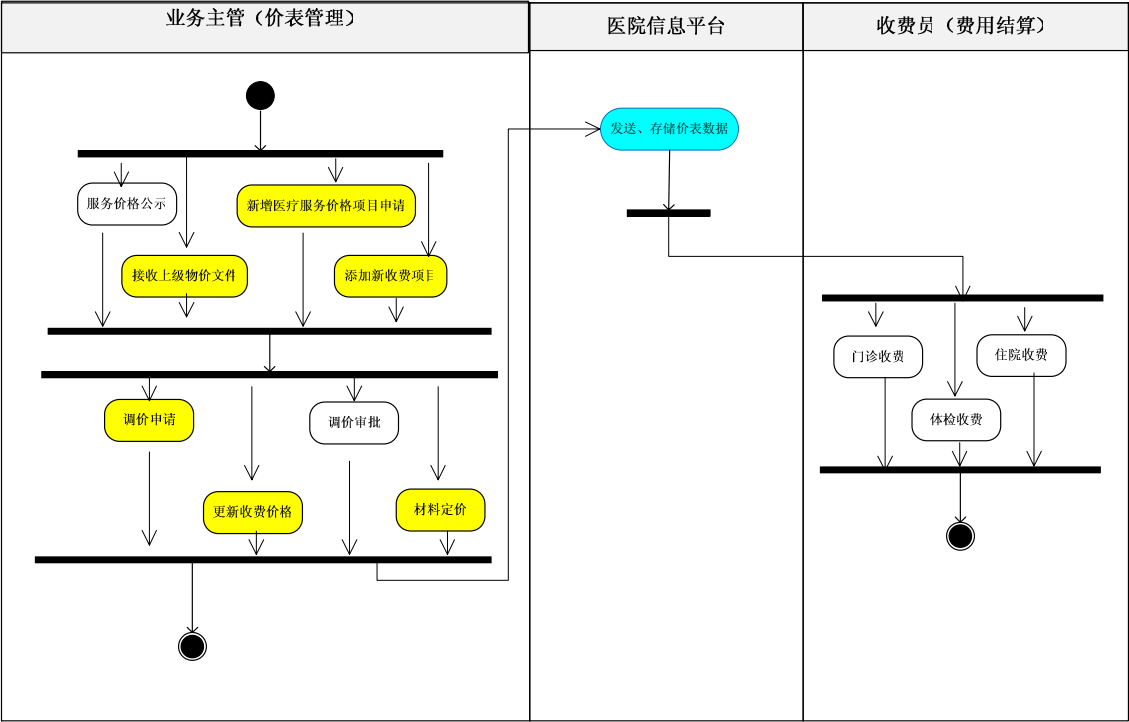 业务主管（价表管理）
医院信息平台
收费员（费用结算）
发送、存储价表数据
服务价格公示
新增医疗服务价格项目申请
接收上级物价文件
添加新收费项目
门诊收费
住院收费
调价申请
调价审批
体检收费
更新收费价格
材料定价